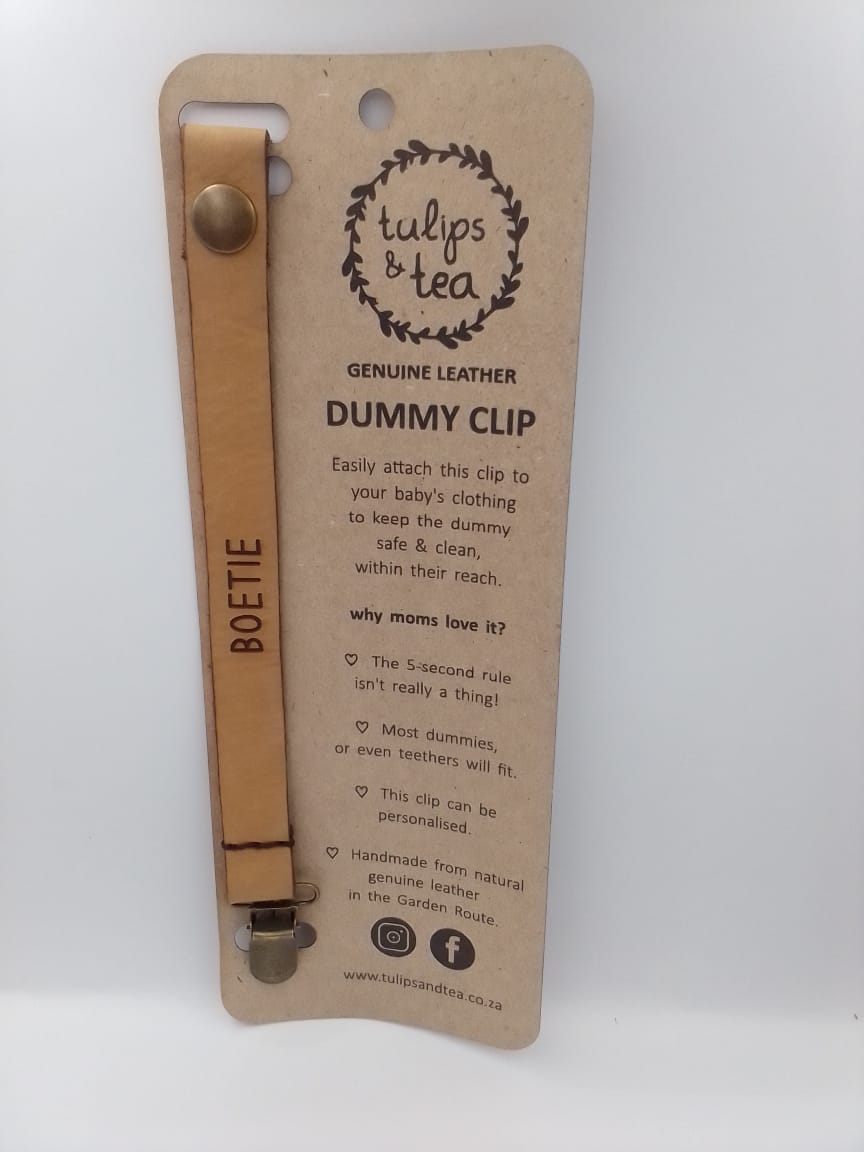 tulips
& tea
GENUINE LEATHER
DUMMY CLIP
Easily attach this clip to
your baby's clothing
to keep the dummy
safe & clean,
within their reach.
why moms love it?
♡ The 5-second rule
isn't really a thing!
♡ Most dummies,
or even teethers will fit.
♡ This clip can be
personalised.
♡ Handmade from natural
genuine leather
in the Garden Route.
www.tulipsandtea.co.za
BOETIE